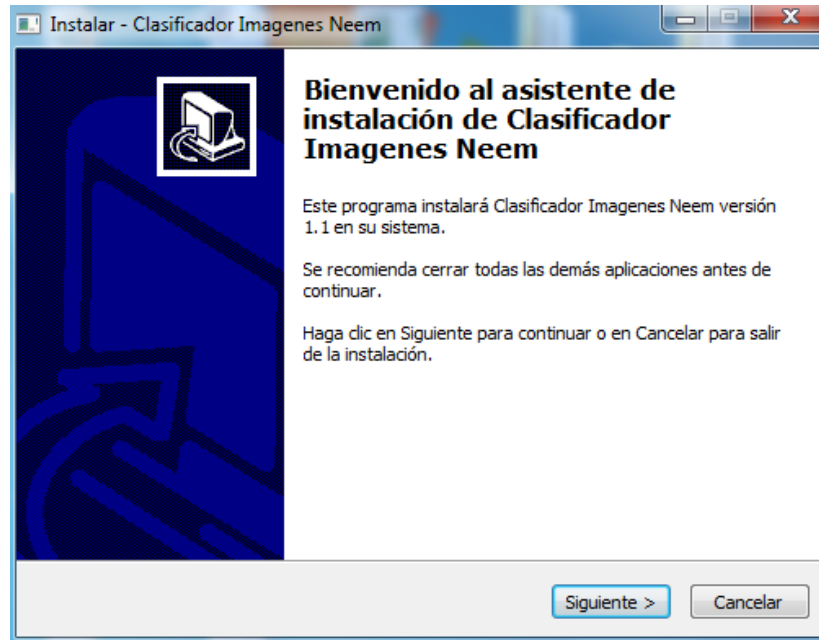 Instalar - Clasificador Imagenes Neem
Bienvenido al asistente de
instalación de Clasificador
Imagenes Neem
Este programa instalará Clasificador Imagenes Neem versión
1.1 en su sistema.
Se recomienda cerrar todas las demás aplicaciones antes de
continuar.
Haga clic en Siguiente para continuar o en Cancelar para salir
de la instalación.
Siguiente >
Cancelar